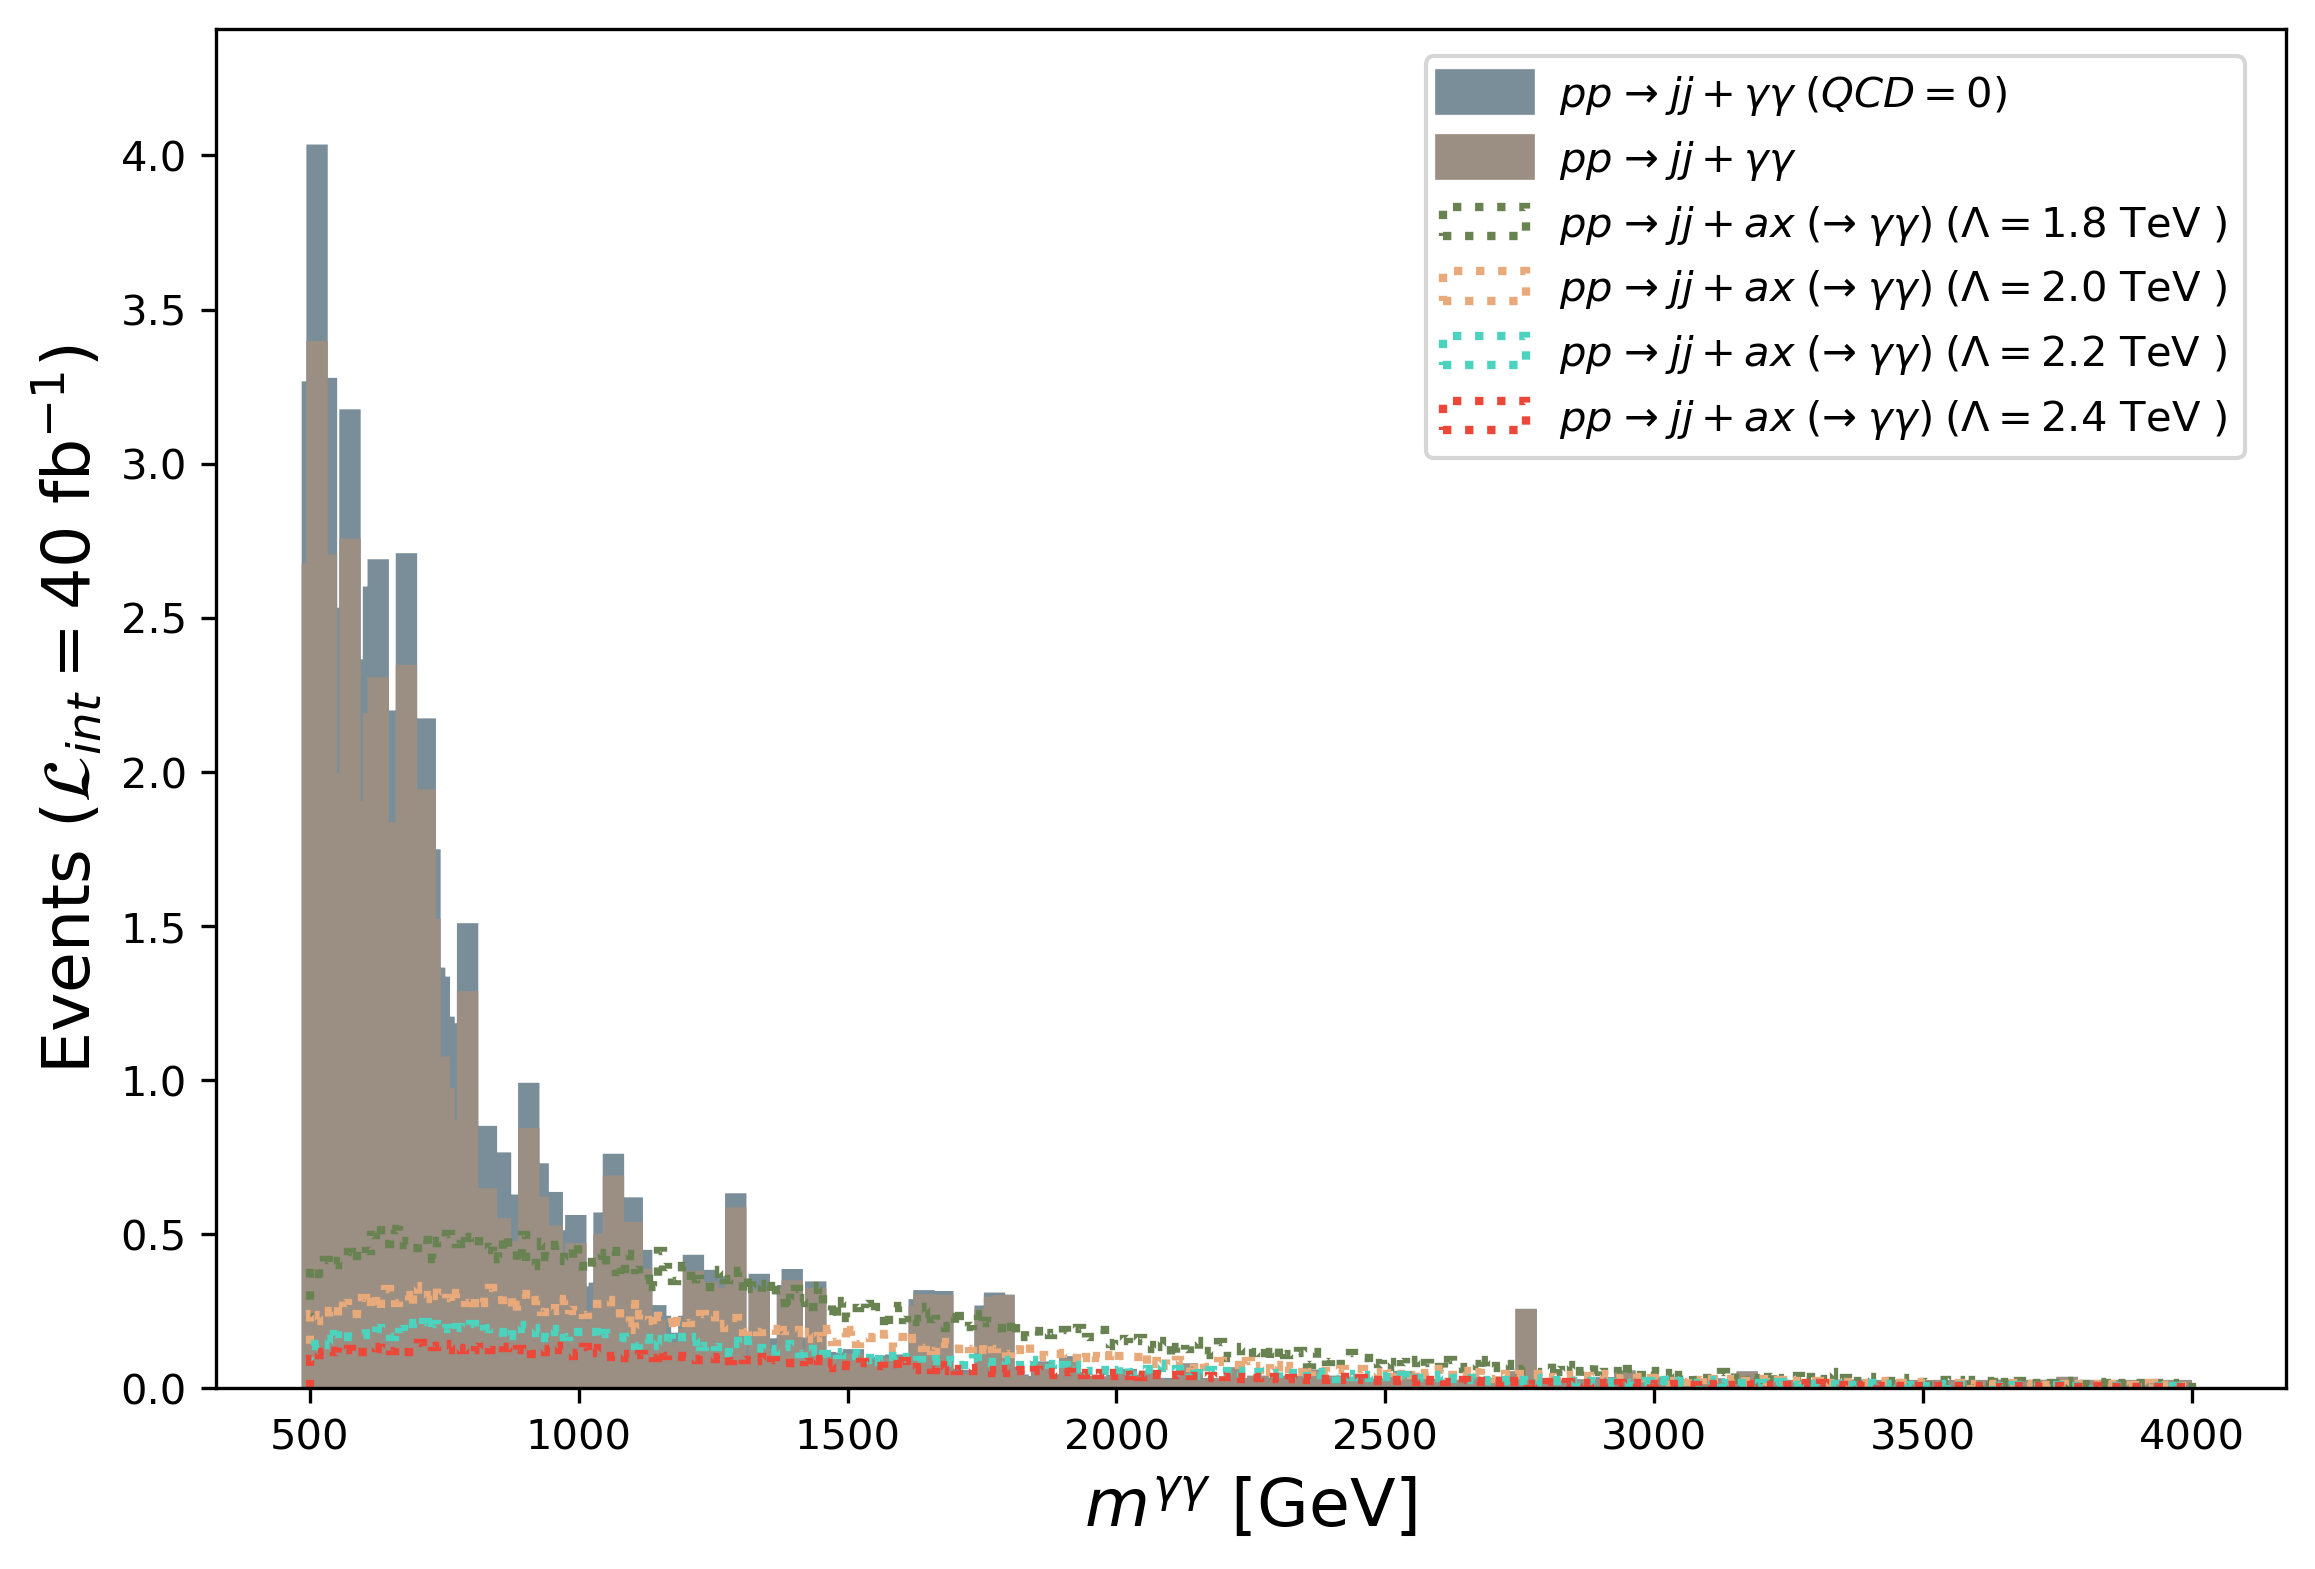 pp → jj + γγ (QCD = 0)
pp → jj + γγ
pp → jj + ax (→ γγ) (Λ = 1.8 TeV )
pp → jj + ax (→ γγ) (Λ = 2.0 TeV )
pp → jj + ax (→ γγ) (Λ = 2.2 TeV )
pp → jj + ax (→ γγ) (Λ = 2.4 TeV )
Events (ℒ_int = 40 fb⁻¹)
4.0
3.5
3.0
2.5
2.0
1.5
1.0
0.5
0.0
500 1000 1500 2000 2500 3000 3500 4000
m^γγ [GeV]